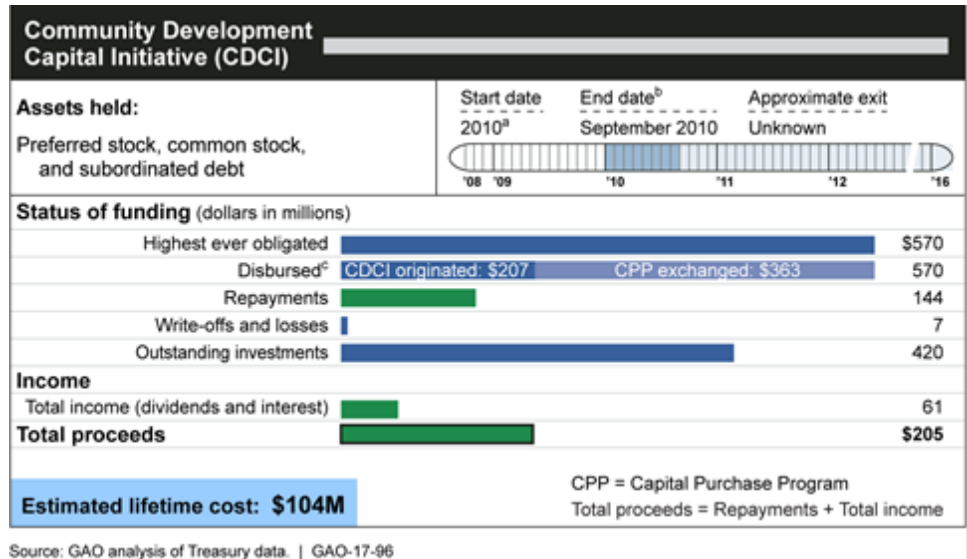 Community Development
Capital Initiative (CDCI)
Assets held:
Preferred stock, common stock,
and subordinated debt
Start date
2010a
End dateb
September 2010
Approximate exit
Unknown
'08 '09 '10 '11 '12 '16
Status of funding (dollars in millions)
Highest ever obligated $570
Disbursedc CDCI originated: $207 CPP exchanged: $363 570
Repayments 144
Write-offs and losses 7
Outstanding investments 420
Income
Total income (dividends and interest) 61
Total proceeds $205
Estimated lifetime cost: $104M
CPP = Capital Purchase Program
Total proceeds = Repayments + Total income
Source: GAO analysis of Treasury data. | GAO-17-96